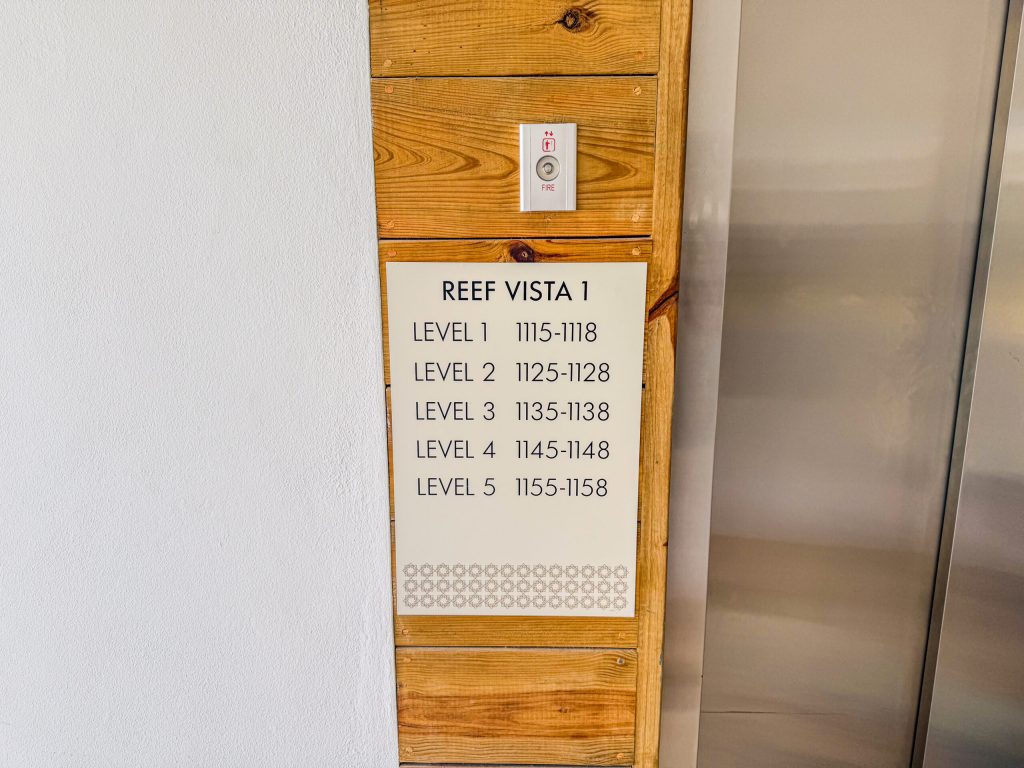 FIRE
REEF VISTA 1
LEVEL 1 1115-1118
LEVEL 2 1125-1128
LEVEL 3 1135-1138
LEVEL 4 1145-1148
LEVEL 5 1155-1158